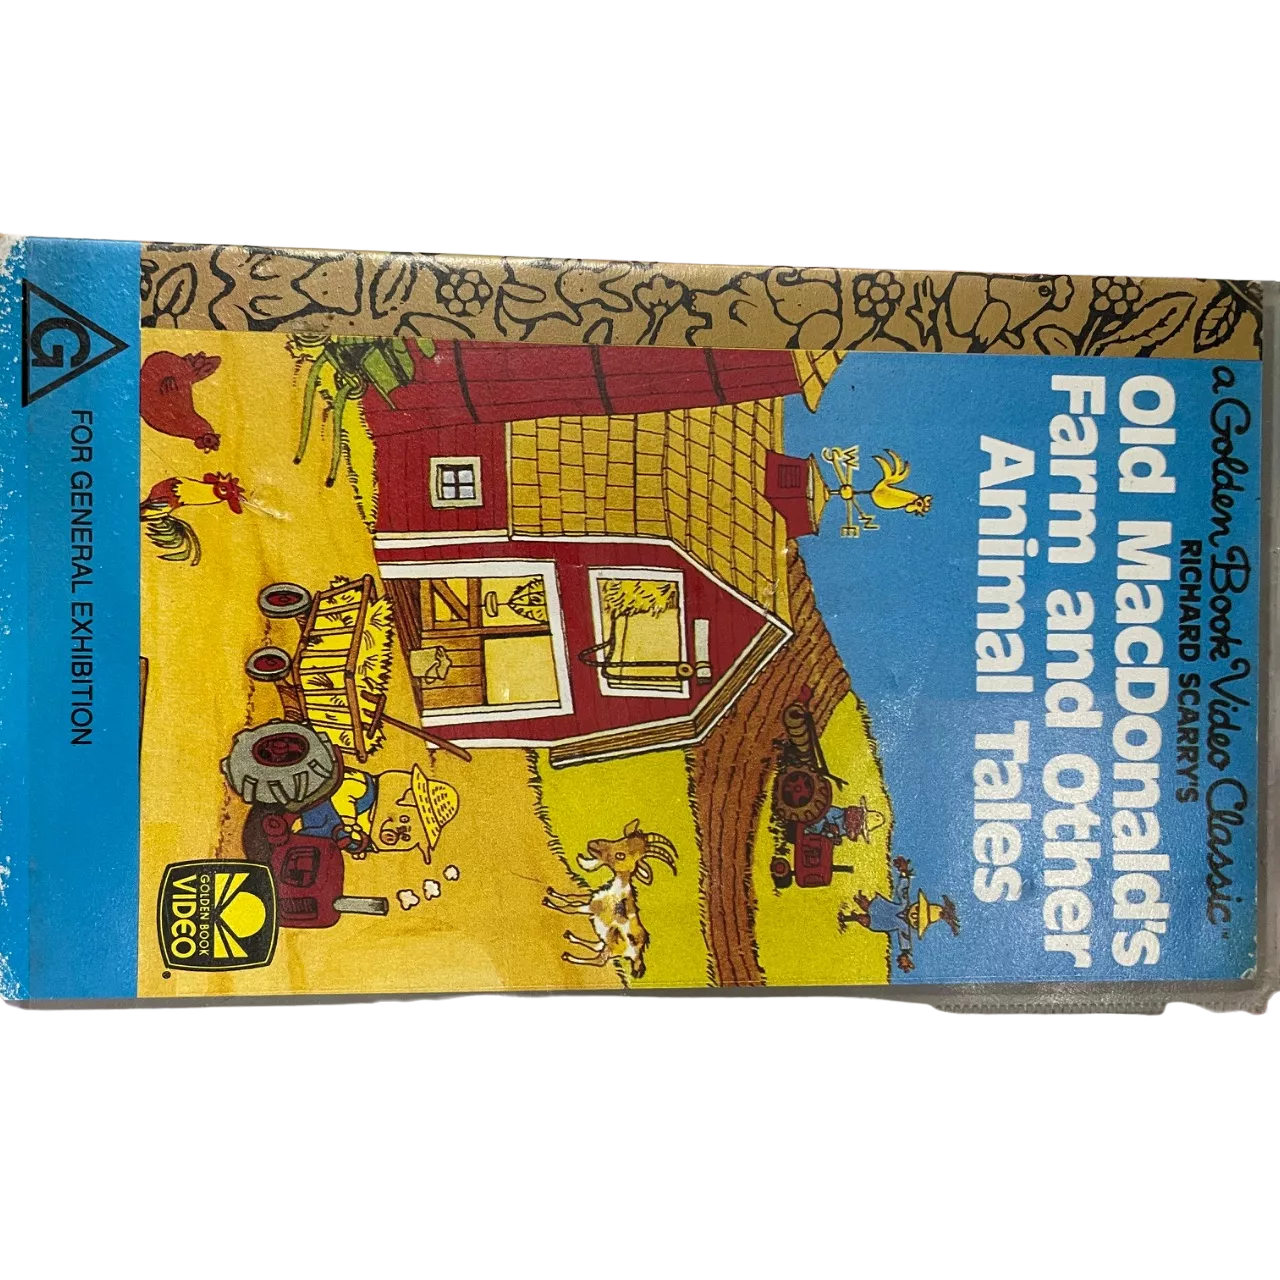 a Golden Book Video Classic™
RICHARD SCARRY'S
Old MacDonald's
Farm and Other
Animal Tales
W
N
E
GOLDEN BOOK
VIDEO
G
FOR GENERAL EXHIBITION